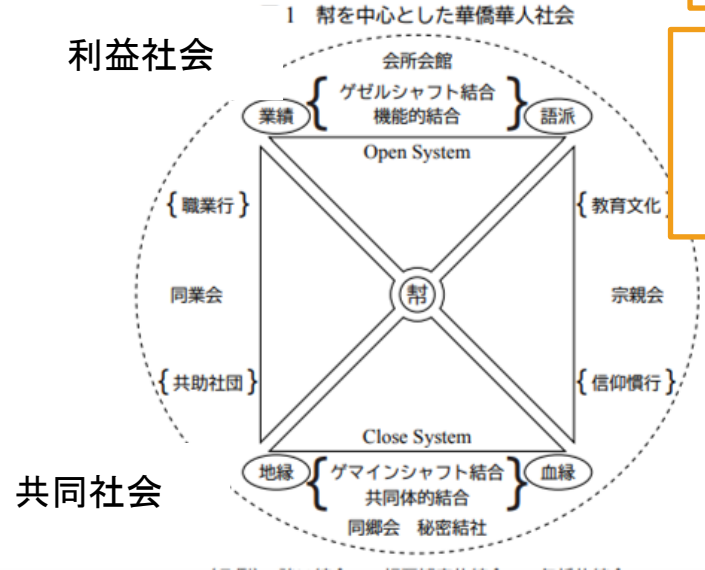 1 幇を中心とした華僑華人社会
利益社会
会所会館
ゲゼルシャフト結合
機能的結合
業績
語派
Open System
{職業行}
{教育文化
同業会
幇
宗親会
{共助社団}
{信仰慣行}
Close System
地縁
ゲマインシャフト結合
共同体的結合
血縁
共同社会
同郷会 秘密結社